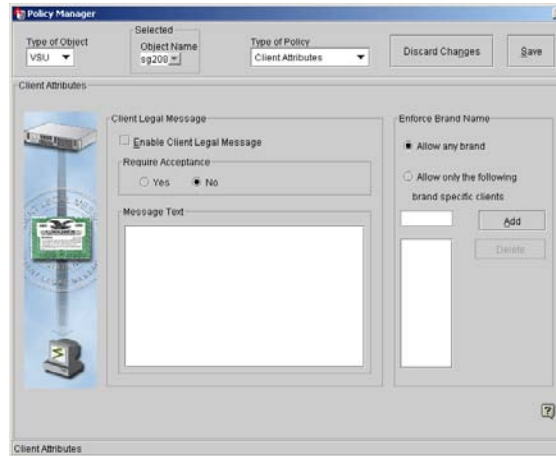 Policy Manager
Type of Object
VSU
Selected
Object Name
sg208
Type of Policy
Client Attributes
Discard Changes
Save
Client Attributes
Client Legal Message
Enable Client Legal Message
Require Acceptance
Yes
No
Message Text
Enforce Brand Name
Allow any brand
Allow only the following
brand specific clients
Add
Delete
?
Client Attributes